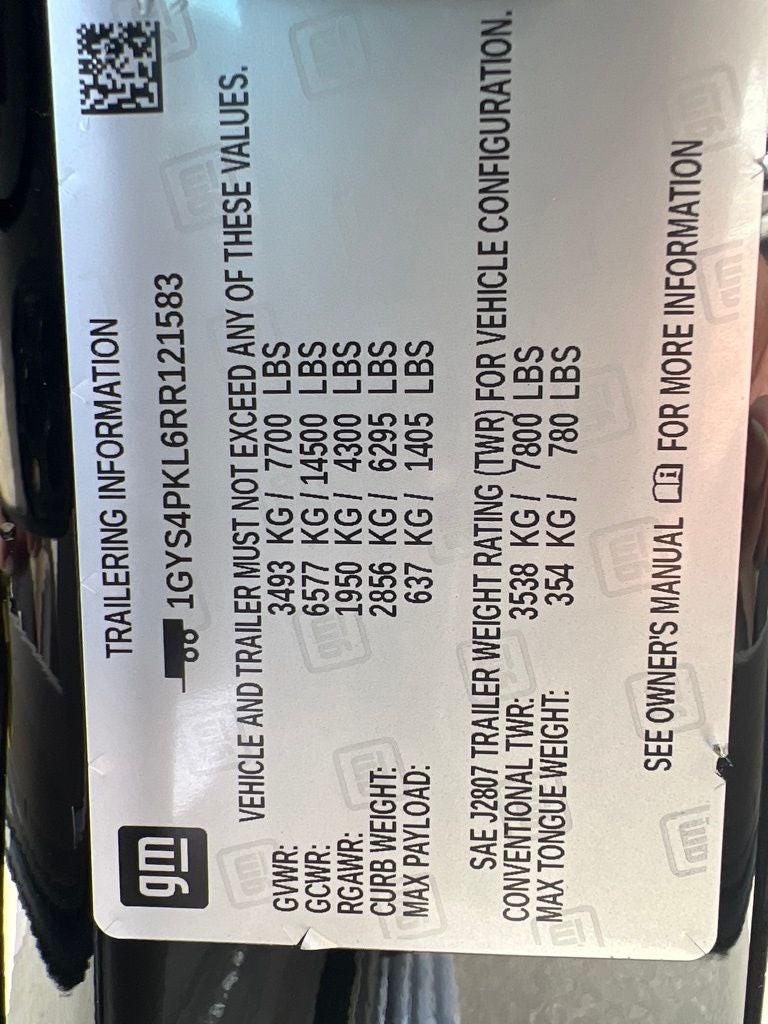 gm
TRAILERING INFORMATION
1GYS4PKL6RR121583
VEHICLE AND TRAILER MUST NOT EXCEED ANY OF THESE VALUES.
GVWR: 3493 KG / 7700 LBS
GCWR: 6577 KG / 14500 LBS
RGAWR: 1950 KG / 4300 LBS
CURB WEIGHT: 2856 KG / 6295 LBS
MAX PAYLOAD: 637 KG / 1405 LBS
SAE J2807 TRAILER WEIGHT RATING (TWR) FOR VEHICLE CONFIGURATION.
CONVENTIONAL TWR: 3538 KG / 7800 LBS
MAX TONGUE WEIGHT: 354 KG / 780 LBS
SEE OWNER'S MANUAL FOR MORE INFORMATION